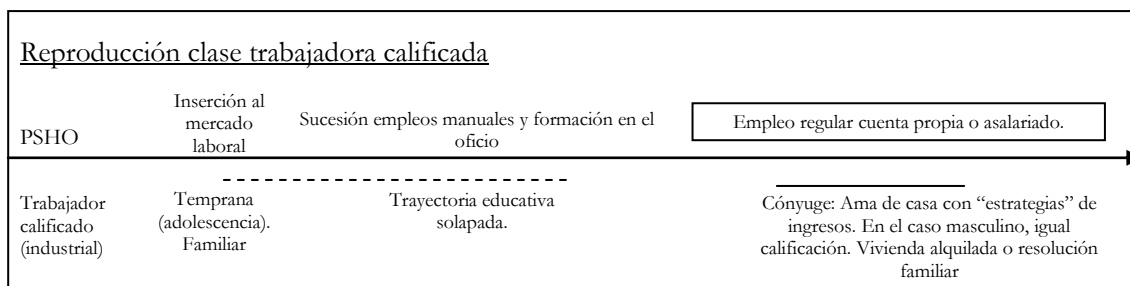 Reproducción clase trabajadora calificada
PSHO
Inserción al
mercado
laboral
Sucesión empleos manuales y formación en el
oficio
Empleo regular cuenta propia o asalariado.
Trabajador
calificado
(industrial)
Temprana
(adolescencia).
Familiar
Trayectoria educativa
solapada.
Cónyuge: Ama de casa con “estrategias” de
ingresos. En el caso masculino, igual
calificación. Vivienda alquilada o resolución
familiar